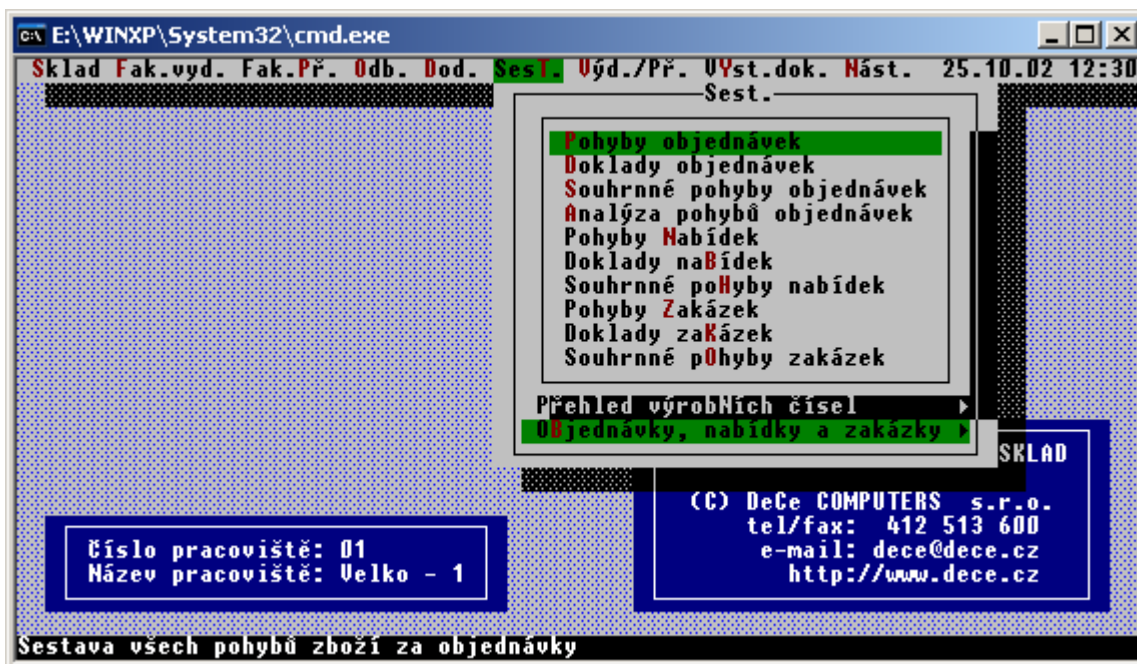 E:\WINXP\System32\cmd.exe
Sklad Fak.vyd. Fak.Př. Odb. Dod. SesT. Výd./Př. VYst.dok. Nást. 25.10.02 12:30
Sest.
Pohyby objednávek
Doklady objednávek
Souhrnné pohyby objednávek
Analýza pohybů objednávek
Pohyby Nabídek
Doklady naBídek
Souhrnné poHyby nabídek
Pohyby Zakázek
Doklady zaKázek
Souhrnné pOhyby zakázek
Přehled výrobNích čísel
OBjednávky, nabídky a zakázky
SKLAD
(C) DeCe COMPUTERS s.r.o.
tel/fax: 412 513 600
e-mail: dece@dece.cz
http://www.dece.cz
Číslo pracoviště: 01
Název pracoviště: Velko - 1
Sestava všech pohybů zboží za objednávky